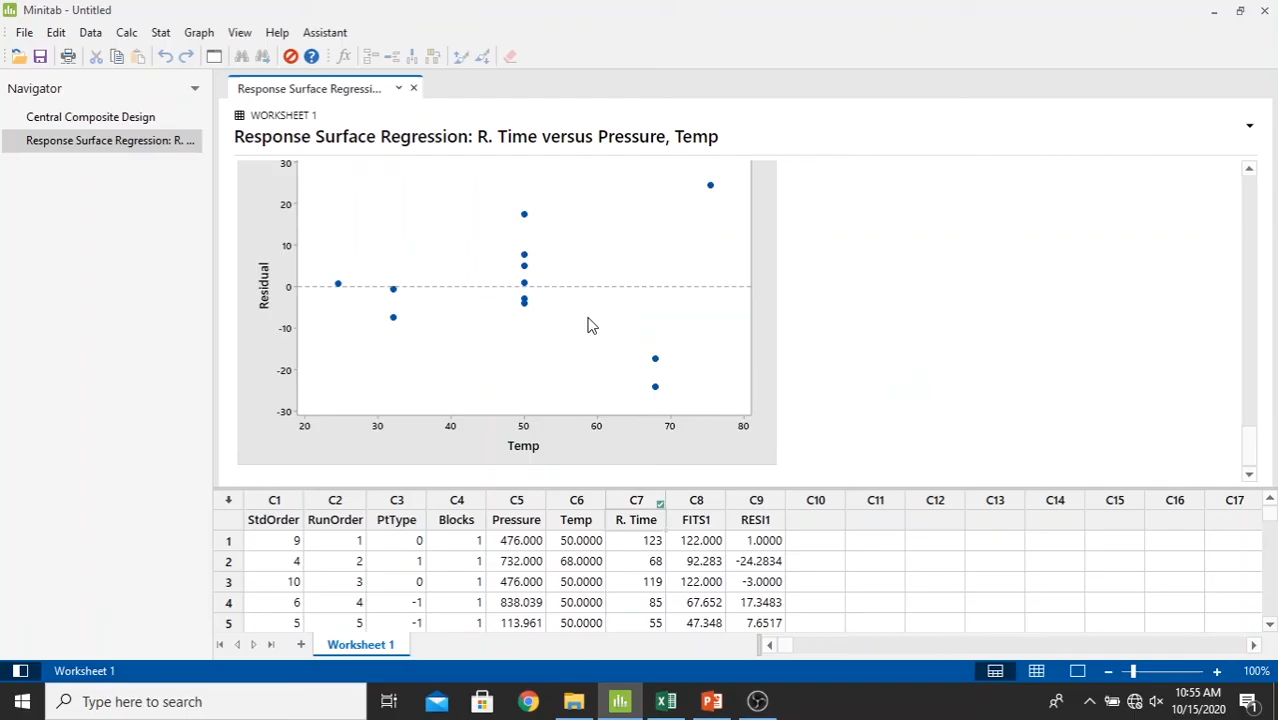 Minitab - Untitled
File Edit Data Calc Stat Graph View Help Assistant
Navigator
Central Composite Design
Response Surface Regression: R. ...
Response Surface Regressi...
WORKSHEET 1
Response Surface Regression: R. Time versus Pressure, Temp
30
20
10
0
-10
-20
-30
Residual
20 30 40 50 60 70 80
Temp
C1 C2 C3 C4 C5 C6 C7 C8 C9 C10 C11 C12 C13 C14 C15 C16 C17
StdOrder RunOrder PtType Blocks Pressure Temp R. Time FITS1 RESI1
1 9 1 0 1 476.000 50.0000 123 122.000 1.0000
2 4 2 1 1 732.000 68.0000 68 92.283 -24.2834
3 10 3 0 1 476.000 50.0000 119 122.000 -3.0000
4 6 4 -1 1 838.039 50.0000 85 67.652 17.3483
5 5 5 -1 1 113.961 50.0000 55 47.348 7.6517
Worksheet 1
Worksheet 1
100%
Type here to search
10:55 AM
10/15/2020
1